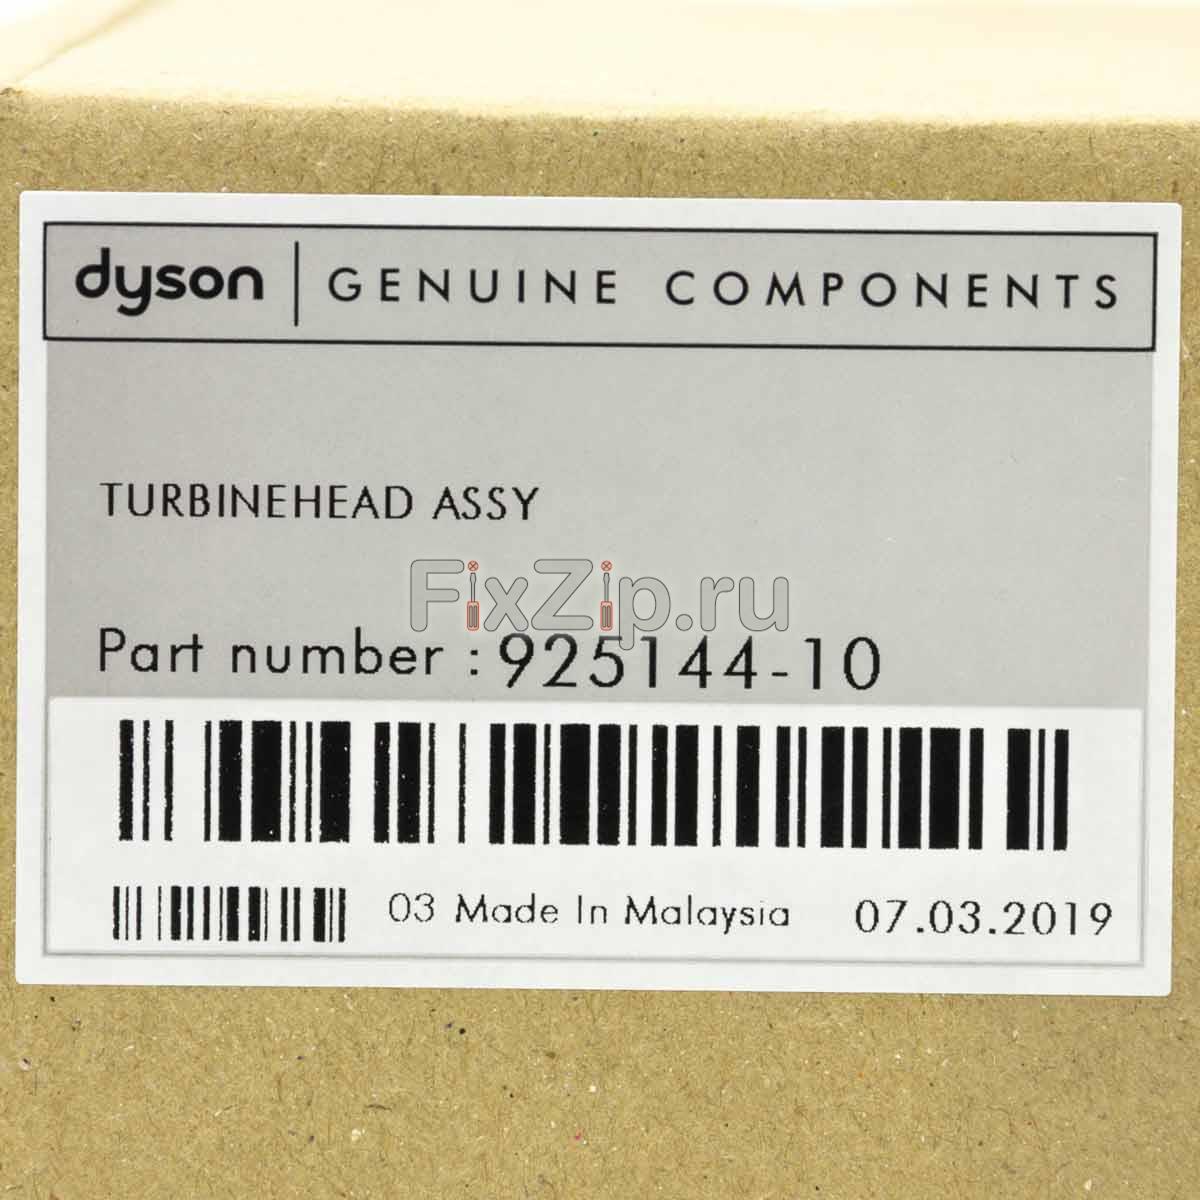 dyson | GENUINE COMPONENTS
TURBINEHEAD ASSY
FixZip.ru
Part number : 925144-10
03 Made In Malaysia 07.03.2019